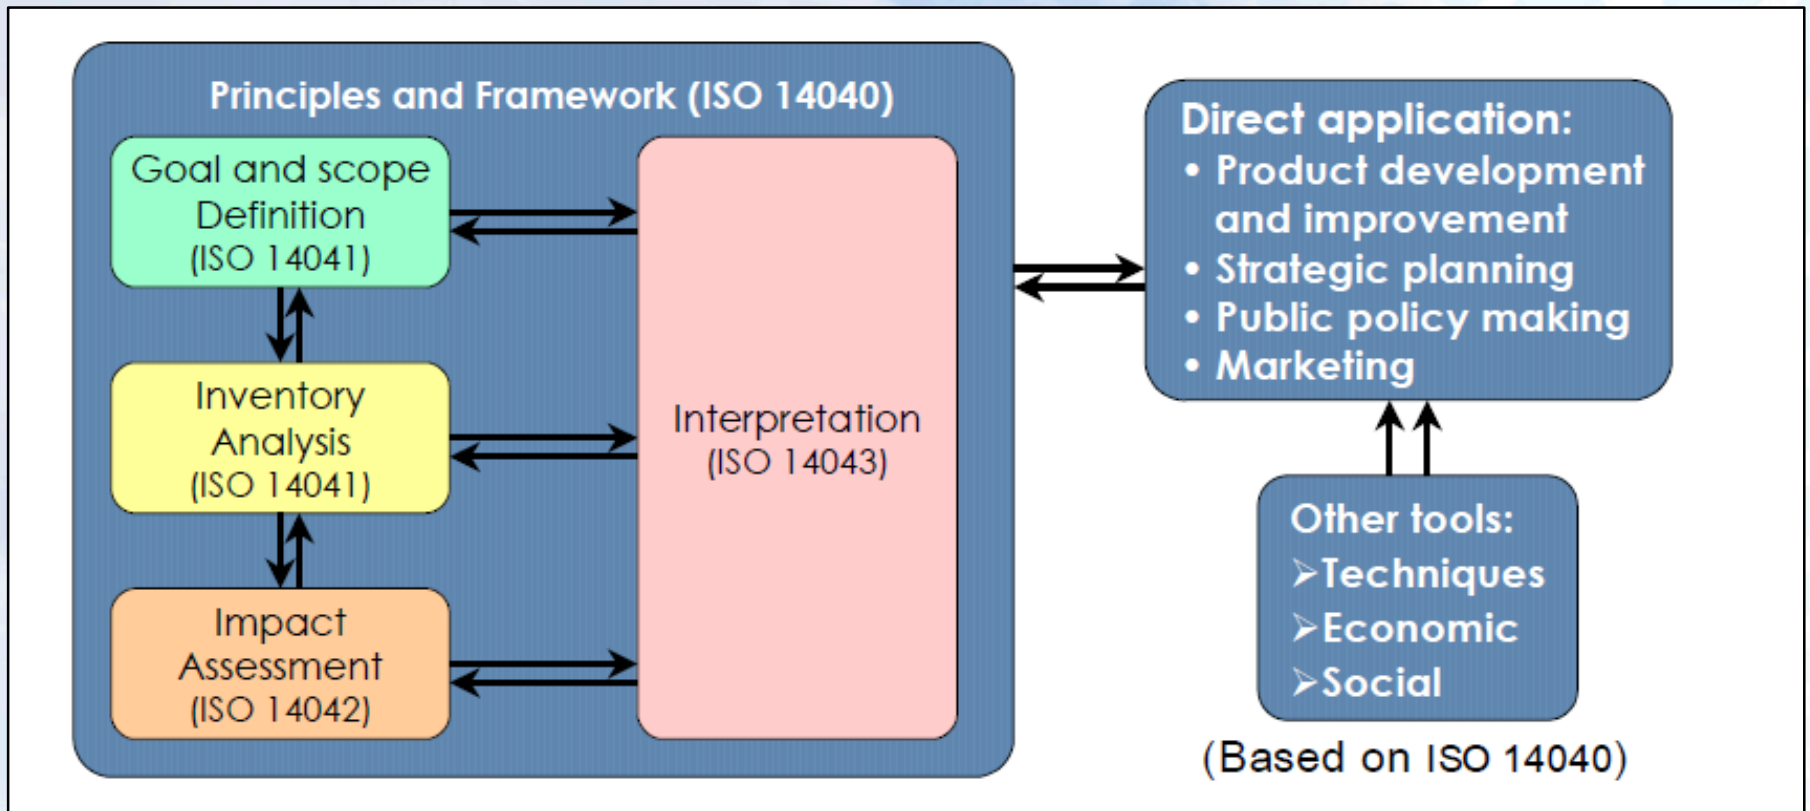 Principles and Framework (ISO 14040)
Goal and scope
Definition
(ISO 14041)
Inventory
Analysis
(ISO 14041)
Impact
Assessment
(ISO 14042)
Interpretation
(ISO 14043)
Direct application:
• Product development
and improvement
• Strategic planning
• Public policy making
• Marketing
Other tools:
➢Techniques
➢Economic
➢Social
(Based on ISO 14040)